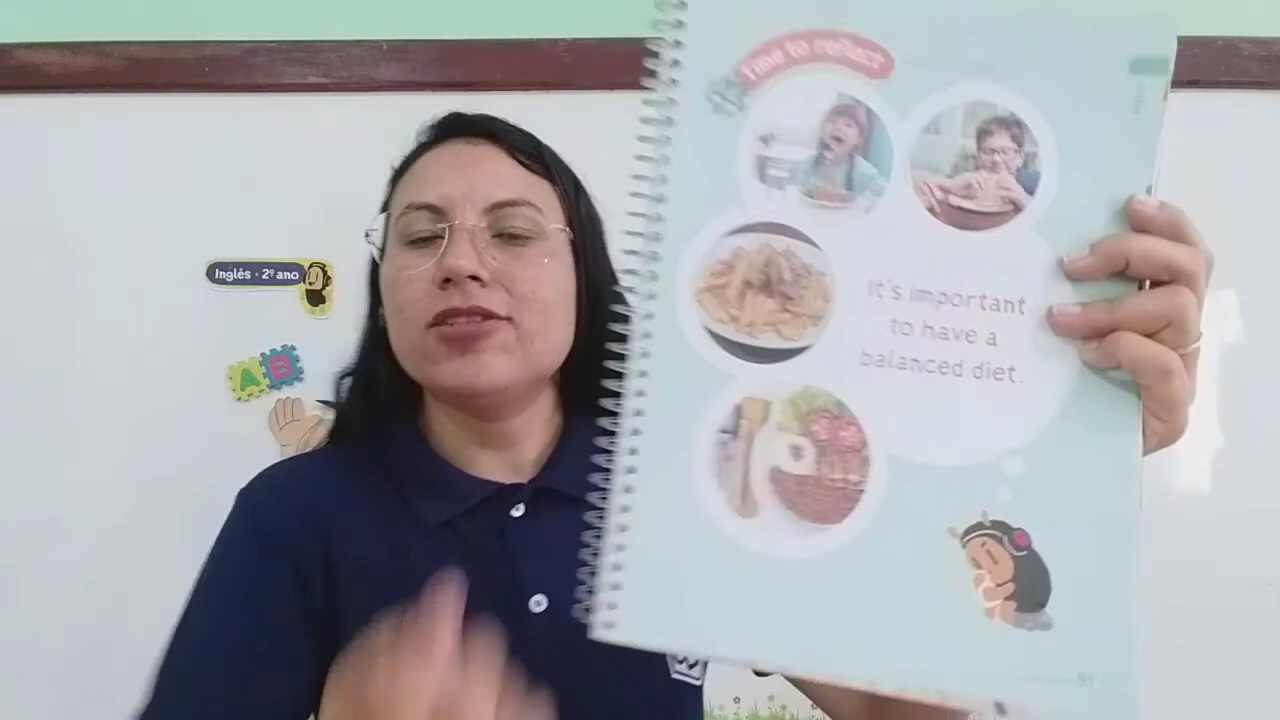 Time to reflect
Inglês - 2º ano
It's important
to have a
balanced diet.
A B